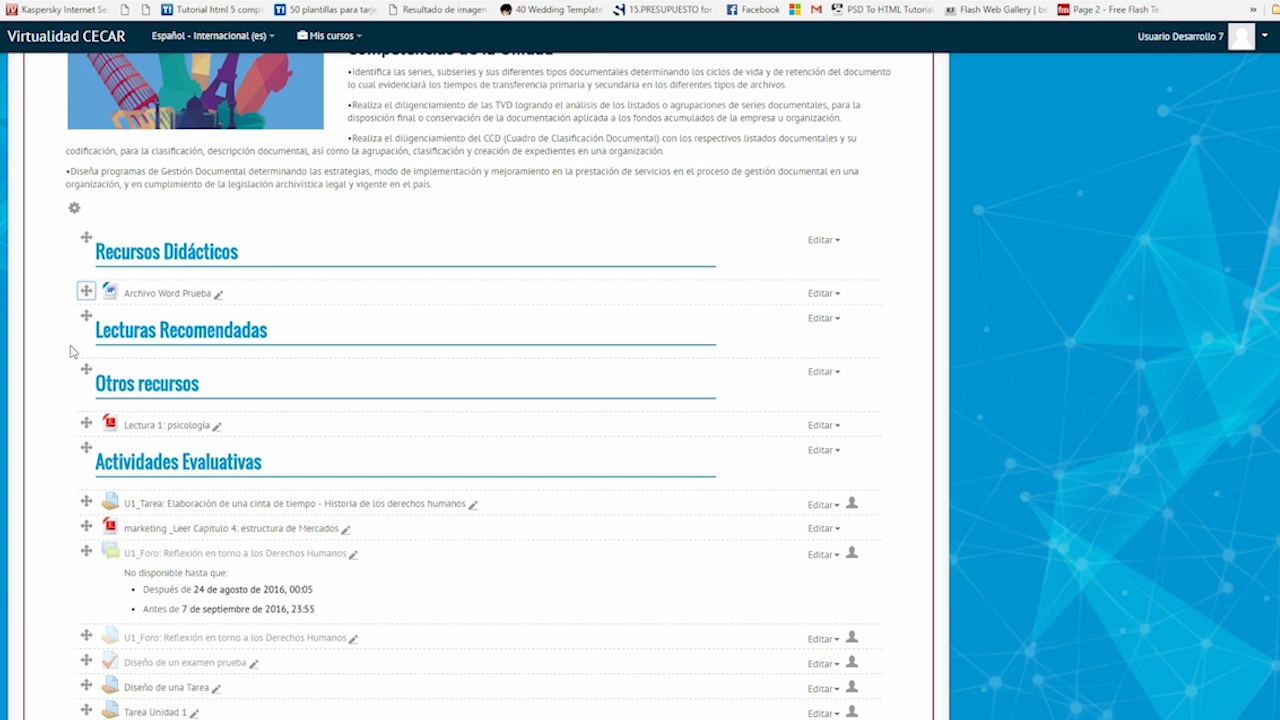 Kaspersky Internet Se
Tutorial html 5 compl
50 plantillas para tarje
Resultado de imagen
40 Wedding Template
15.PRESUPUESTO for
Facebook
PSD To HTML Tutorial
Flash Web Gallery | be
Page 2 - Free Flash Te
»
Virtualidad CECAR
Español - Internacional (es)
Mis cursos
Usuario Desarrollo 7
Competencias de la Unidad
•Identifica las series, subseries y sus diferentes tipos documentales determinando los ciclos de vida y de retención del documento
lo cual evidenciará los tiempos de transferencia primaria y secundaria en los diferentes tipos de archivos.
•Realiza el diligenciamiento de las TVD logrando el análisis de los listados o agrupaciones de series documentales, para la
disposición final o conservación de la documentación aplicada a los fondos acumulados de la empresa u organización.
•Realiza el diligenciamiento del CCD (Cuadro de Clasificación Documental) con los respectivos listados documentales y su
codificación, para la clasificación, descripción documental, así como la agrupación, clasificación y creación de expedientes en una organización.
•Diseña programas de Gestión Documental determinando las estrategias, modo de implementación y mejoramiento en la prestación de servicios en el proceso de gestión documental en una
organización, y en cumplimiento de la legislación archivística legal y vigente en el país.
Recursos Didácticos
Editar
Archivo Word Prueba
Editar
Lecturas Recomendadas
Editar
Otros recursos
Editar
Lectura 1: psicología
Editar
Actividades Evaluativas
Editar
U1_Tarea: Elaboración de una cinta de tiempo - Historia de los derechos humanos
Editar
marketing _Leer Capitulo 4: estructura de Mercados
Editar
U1_Foro: Reflexión en torno a los Derechos Humanos
Editar
No disponible hasta que:
• Después de 24 de agosto de 2016, 00:05
• Antes de 7 de septiembre de 2016, 23:55
U1_Foro: Reflexión en torno a los Derechos Humanos
Editar
Diseño de un examen prueba
Editar
Diseño de una Tarea
Editar
Tarea Unidad 1
Editar